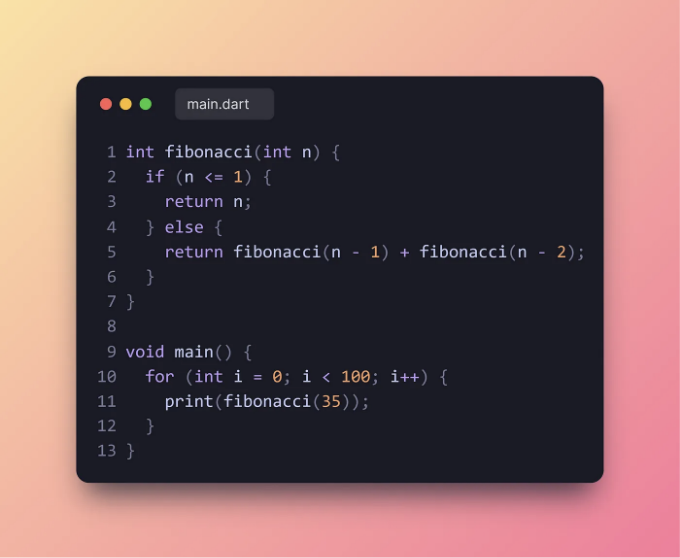 main.dart
1 int fibonacci(int n) {
2   if (n <= 1) {
3     return n;
4   } else {
5     return fibonacci(n - 1) + fibonacci(n - 2);
6   }
7 }
8
9 void main() {
10   for (int i = 0; i < 100; i++) {
11     print(fibonacci(35));
12   }
13 }